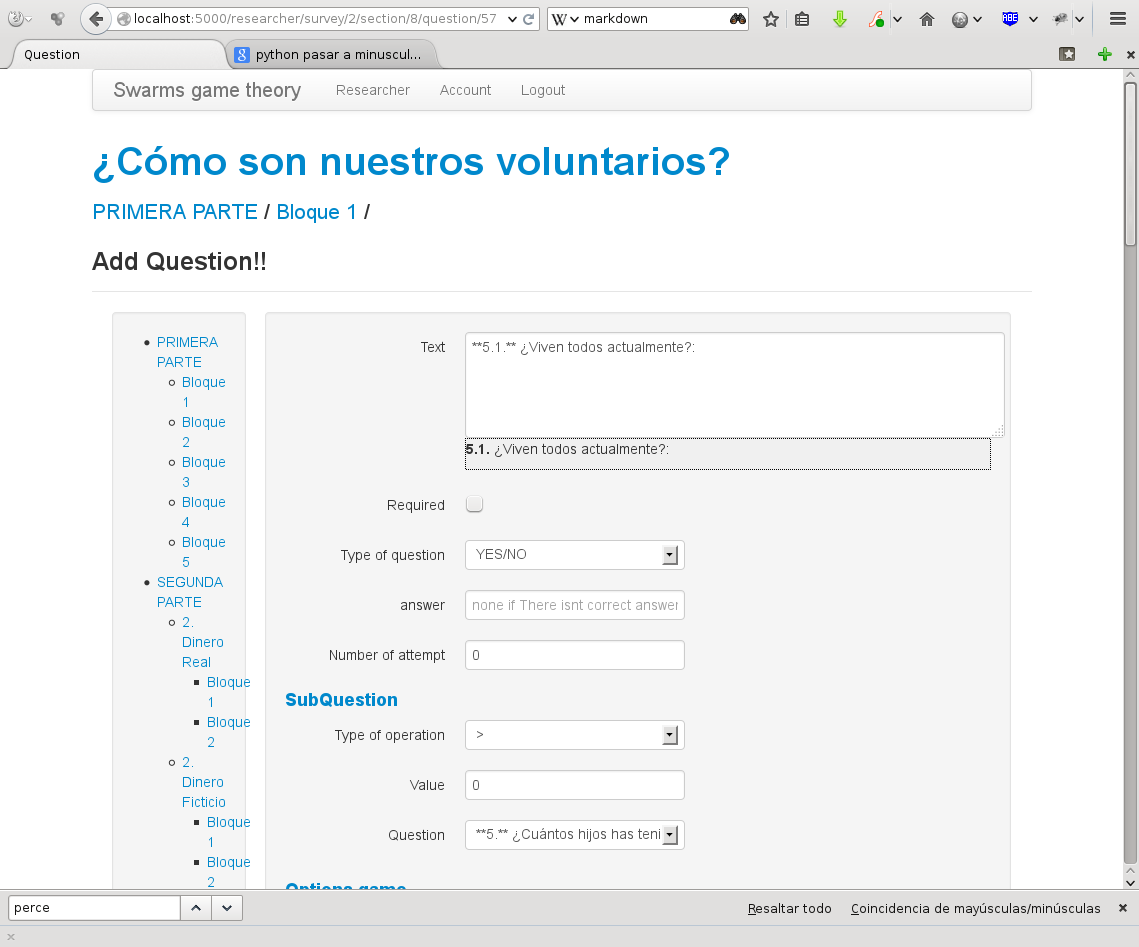 localhost:5000/researcher/survey/2/section/8/question/57
W markdown
ABE
Question
8 python pasar a minuscul...
Swarms game theory Researcher Account Logout
¿Cómo son nuestros voluntarios?
PRIMERA PARTE / Bloque 1 /
Add Question!!
PRIMERA
PARTE
Bloque
1
Bloque
2
Bloque
3
Bloque
4
Bloque
5
SEGUNDA
PARTE
2.
Dinero
Real
Bloque
1
Bloque
2
2.
Dinero
Ficticio
Bloque
1
Bloque
2
Text **5.1.** ¿Viven todos actualmente?:
5.1. ¿Viven todos actualmente?:
Required
Type of question YES/NO
answer none if There isnt correct answer
Number of attempt 0
SubQuestion
Type of operation >
Value 0
Question **5.** ¿Cuántos hijos has teni
Options game
perce Resaltar todo Coincidencia de mayúsculas/minúsculas